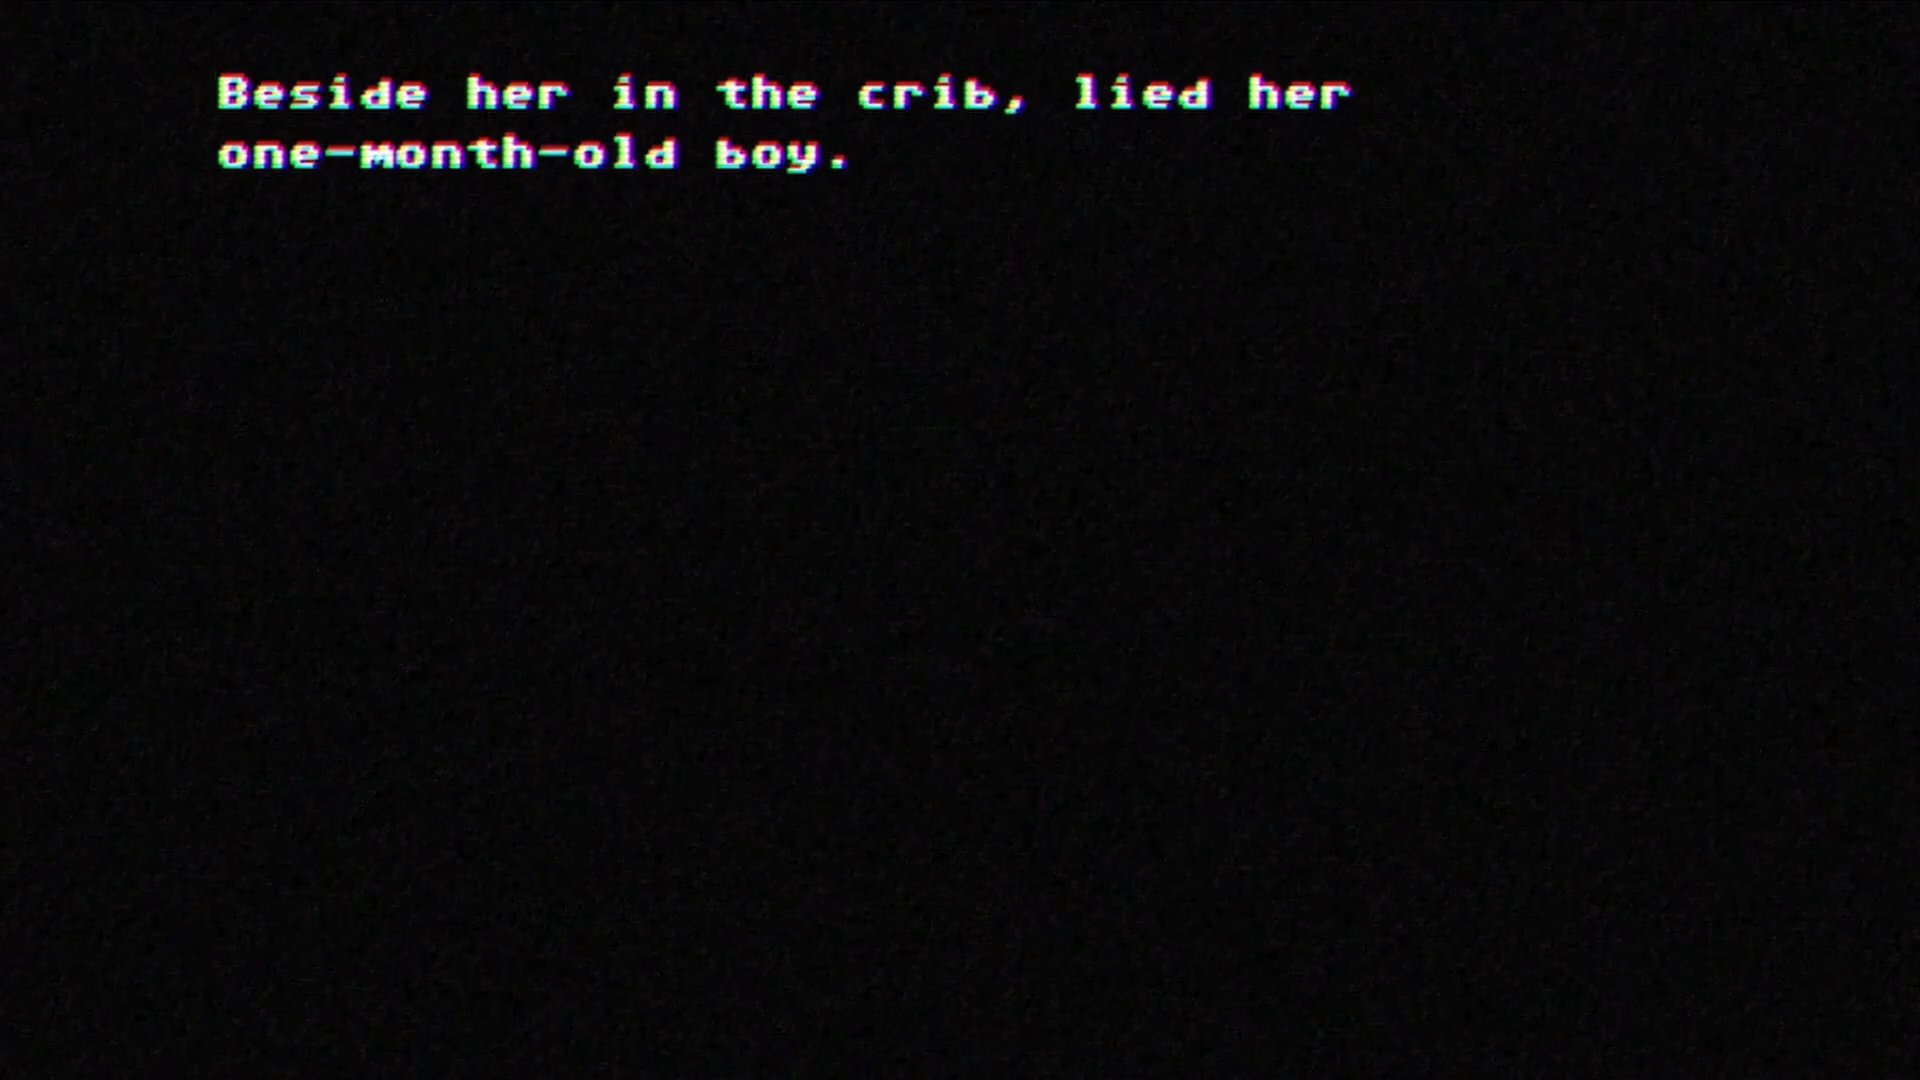 Beside her in the crib, lied her
one-month-old boy.